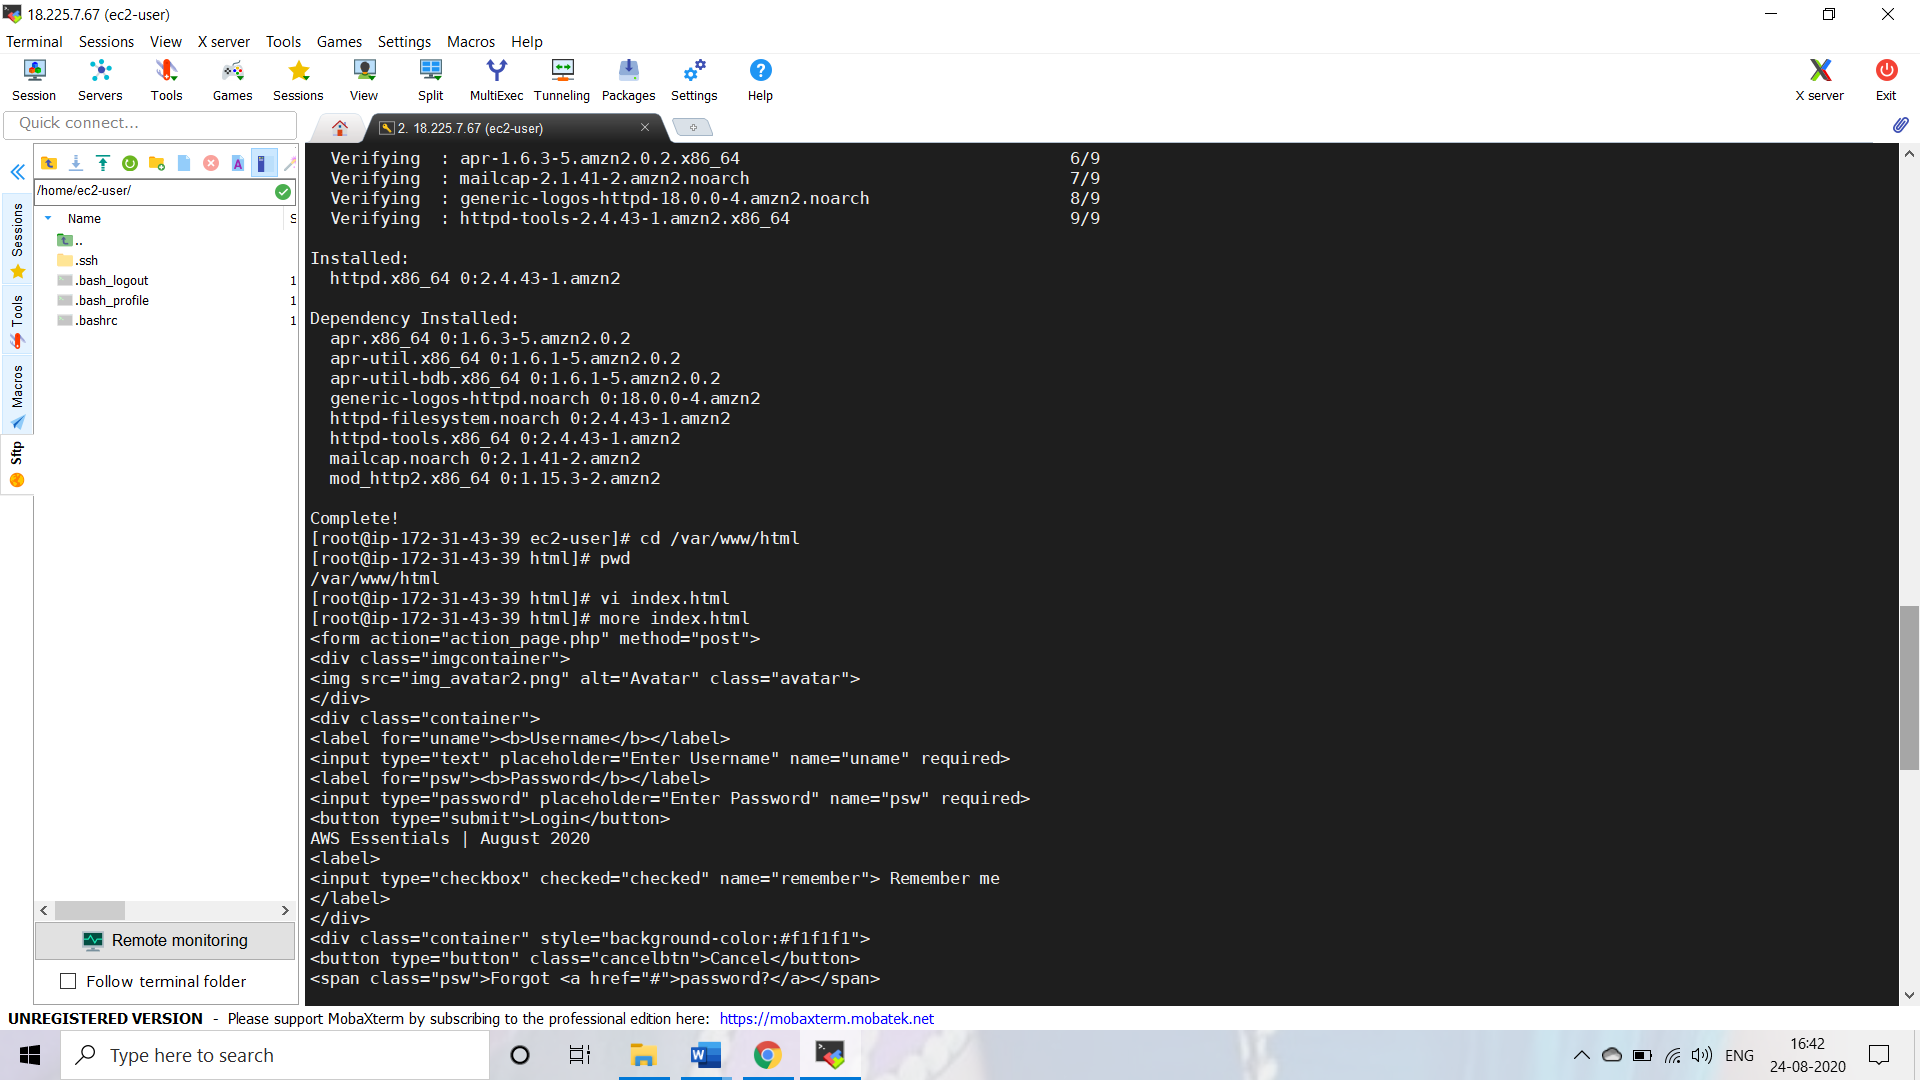 18.225.7.67 (ec2-user)
Terminal Sessions View X server Tools Games Settings Macros Help
Session Servers Tools Games Sessions View Split MultiExec Tunneling Packages Settings Help X server Exit
Quick connect...
2. 18.225.7.67 (ec2-user)
/home/ec2-user/
Name S
..
.ssh
.bash_logout 1
.bash_profile 1
.bashrc 1
Sessions
Tools
Macros
Sftp
Remote monitoring
Follow terminal folder
Verifying : apr-1.6.3-5.amzn2.0.2.x86_64 6/9
Verifying : mailcap-2.1.41-2.amzn2.noarch 7/9
Verifying : generic-logos-httpd-18.0.0-4.amzn2.noarch 8/9
Verifying : httpd-tools-2.4.43-1.amzn2.x86_64 9/9
Installed:
httpd.x86_64 0:2.4.43-1.amzn2
Dependency Installed:
apr.x86_64 0:1.6.3-5.amzn2.0.2
apr-util.x86_64 0:1.6.1-5.amzn2.0.2
apr-util-bdb.x86_64 0:1.6.1-5.amzn2.0.2
generic-logos-httpd.noarch 0:18.0.0-4.amzn2
httpd-filesystem.noarch 0:2.4.43-1.amzn2
httpd-tools.x86_64 0:2.4.43-1.amzn2
mailcap.noarch 0:2.1.41-2.amzn2
mod_http2.x86_64 0:1.15.3-2.amzn2
Complete!
[root@ip-172-31-43-39 ec2-user]# cd /var/www/html
[root@ip-172-31-43-39 html]# pwd
/var/www/html
[root@ip-172-31-43-39 html]# vi index.html
[root@ip-172-31-43-39 html]# more index.html
<form action="action_page.php" method="post">
<div class="imgcontainer">
<img src="img_avatar2.png" alt="Avatar" class="avatar">
</div>
<div class="container">
<label for="uname"><b>Username</b></label>
<input type="text" placeholder="Enter Username" name="uname" required>
<label for="psw"><b>Password</b></label>
<input type="password" placeholder="Enter Password" name="psw" required>
<button type="submit">Login</button>
AWS Essentials | August 2020
<label>
<input type="checkbox" checked="checked" name="remember"> Remember me
</label>
</div>
<div class="container" style="background-color:#f1f1f1">
<button type="button" class="cancelbtn">Cancel</button>
<span class="psw">Forgot <a href="#">password?</a></span>
UNREGISTERED VERSION - Please support MobaXterm by subscribing to the professional edition here: https://mobaxterm.mobatek.net
Type here to search
ENG
16:42
24-08-2020